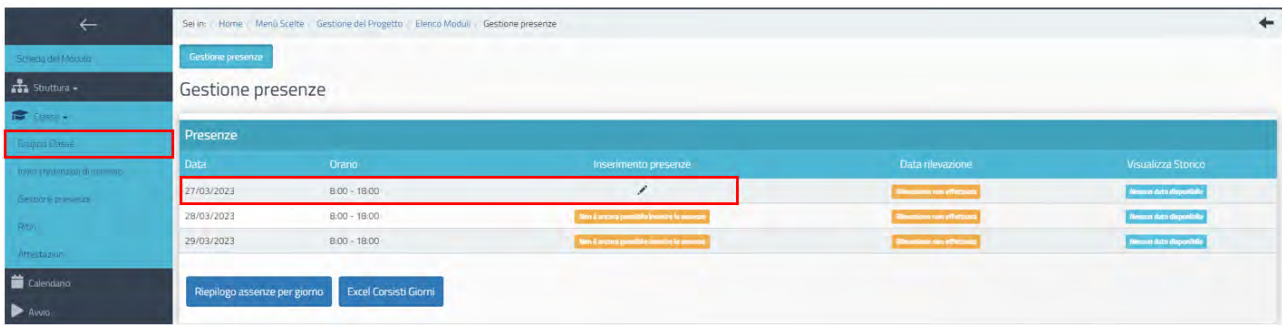 Sei in: / Home / Menù Scelte / Gestione del Progetto / Elenco Moduli / Gestione presenze
Scheda del Modulo
Struttura
Classe
Gruppo Classe
Gestione presenze
Ritiri
Attestazioni
Calendario
Avvio
Gestione presenze
Gestione presenze
Presenze
Data Orario Inserimento presenze Data rilevazione Visualizza Storico
27/03/2023 8:00 - 18:00 Rilevazione non effettuata Nessun dato disponibile
28/03/2023 8:00 - 18:00 Non è ancora possibile inserire le assenze Rilevazione non effettuata Nessun dato disponibile
29/03/2023 8:00 - 18:00 Non è ancora possibile inserire le assenze Rilevazione non effettuata Nessun dato disponibile
Riepilogo assenze per giorno Excel Corsisti Giorni